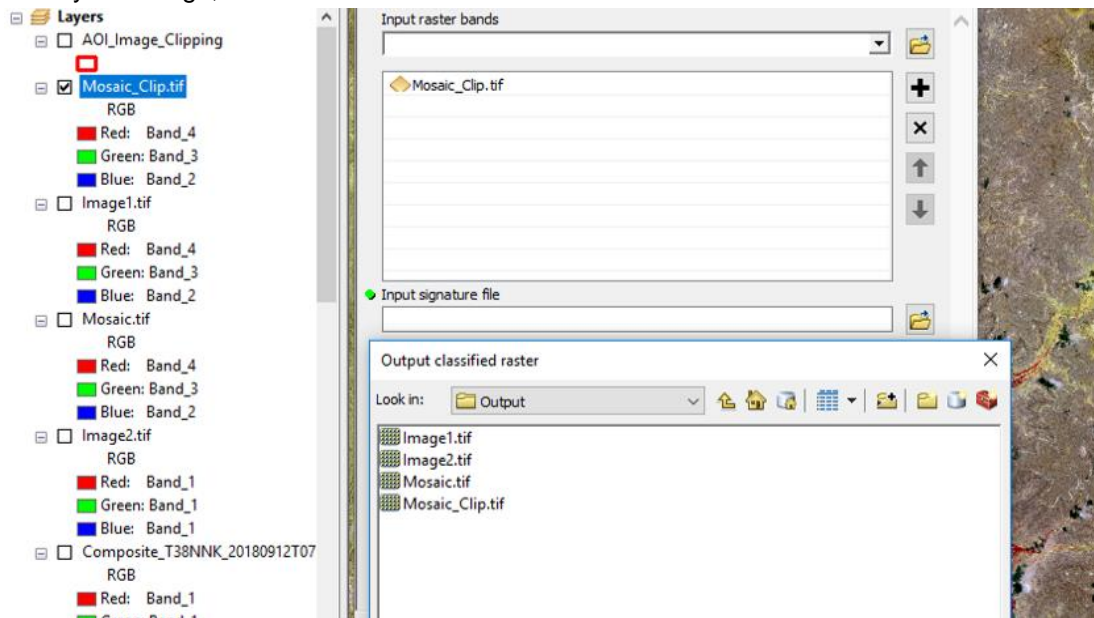 Layers
AOI_Image_Clipping
Mosaic_Clip.tif
RGB
Red: Band_4
Green: Band_3
Blue: Band_2
Image1.tif
RGB
Red: Band_4
Green: Band_3
Blue: Band_2
Mosaic.tif
RGB
Red: Band_4
Green: Band_3
Blue: Band_2
Image2.tif
RGB
Red: Band_1
Green: Band_1
Blue: Band_1
Composite_T38NNK_20180912T07
RGB
Red: Band_1
Input raster bands
Mosaic_Clip.tif
Input signature file
Output classified raster
Look in: Output
Image1.tif
Image2.tif
Mosaic.tif
Mosaic_Clip.tif